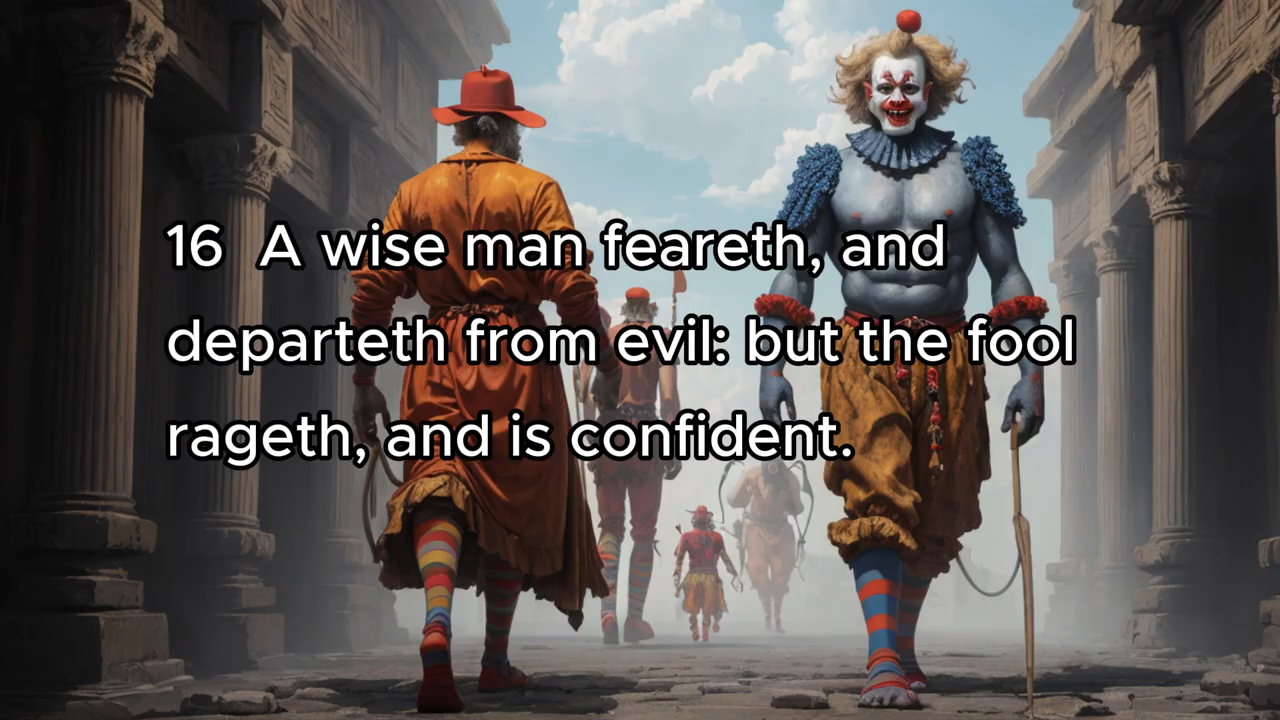 16  A wise man feareth, and
departeth from evil: but the fool
rageth, and is confident.